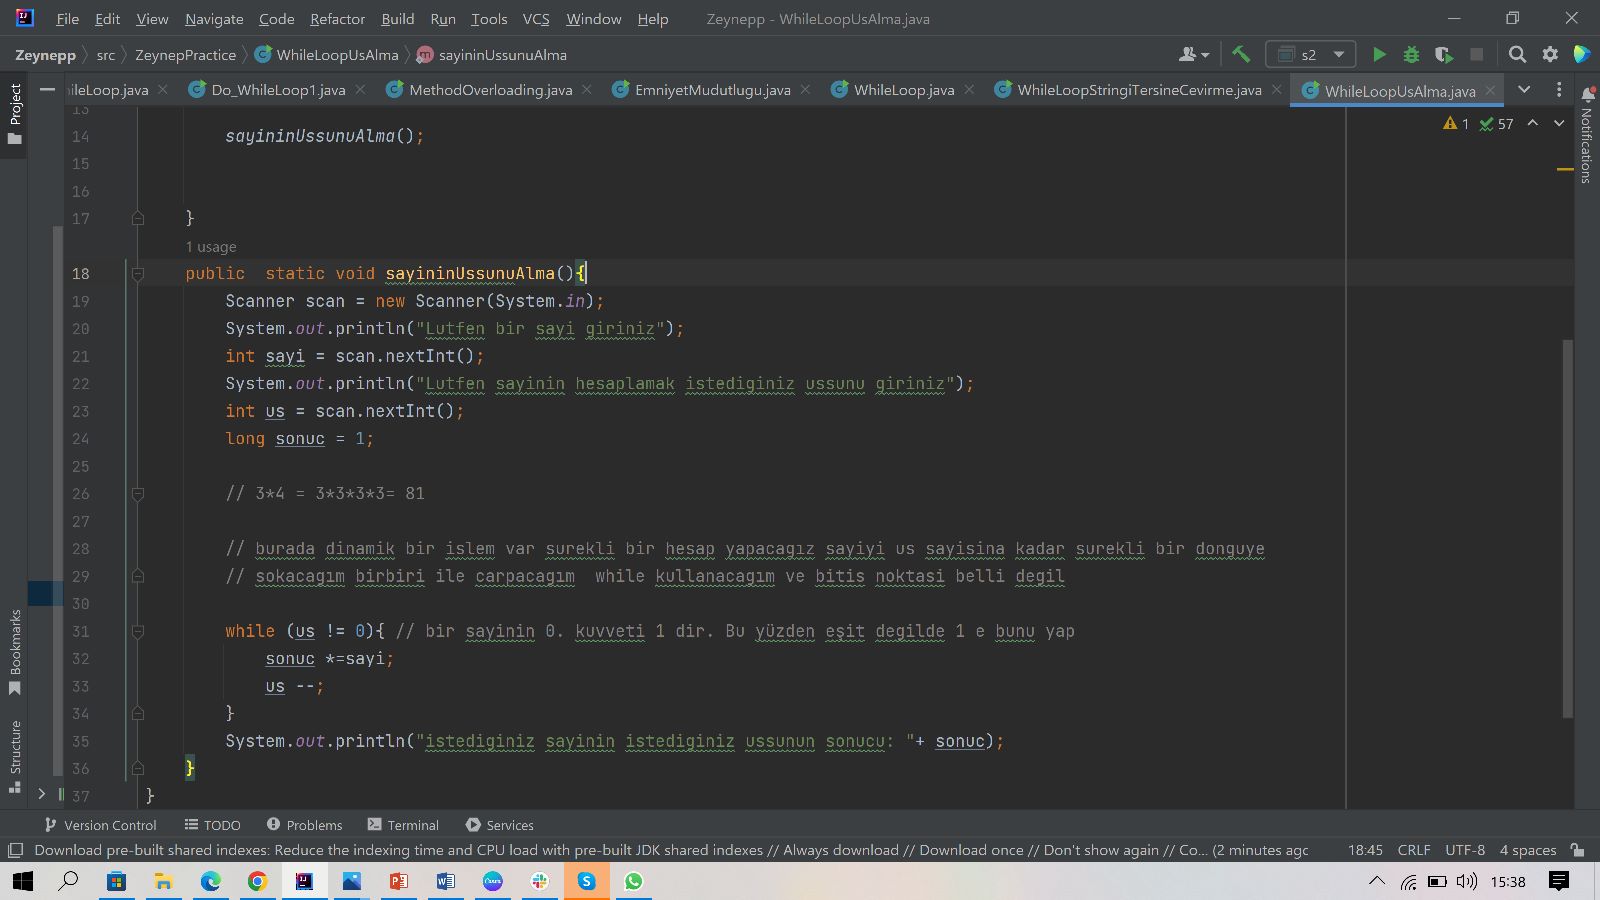 File Edit View Navigate Code Refactor Build Run Tools VCS Window Help Zeynepp - WhileLoopUsAlma.java
Zeynepp src ZeynepPractice WhileLoopUsAlma sayininUssunuAlma s2
ileLoop.java Do_WhileLoop1.java MethodOverloading.java EmniyetMudutlugu.java WhileLoop.java WhileLoopStringiTersineCevirme.java WhileLoopUsAlma.java
Project
Notifications
1 57
13
14 sayininUssunuAlma();
15
16
17 }
1 usage
18 public  static void sayininUssunuAlma(){
19 Scanner scan = new Scanner(System.in);
20 System.out.println("Lutfen bir sayi giriniz");
21 int sayi = scan.nextInt();
22 System.out.println("Lutfen sayinin hesaplamak istediginiz ussunu giriniz");
23 int us = scan.nextInt();
24 long sonuc = 1;
25
26 // 3*4 = 3*3*3*3= 81
27
28 // burada dinamik bir islem var surekli bir hesap yapacagız sayiyi us sayisina kadar surekli bir donguye
29 // sokacagım birbiri ile carpacagım  while kullanacagım ve bitis noktasi belli degil
30
31 while (us != 0){ // bir sayinin 0. kuvveti 1 dir. Bu yüzden eşit degilde 1 e bunu yap
32 sonuc *=sayi;
33 us --;
34 }
35 System.out.println("istediginiz sayinin istediginiz ussunun sonucu: "+ sonuc);
36 }
37 }
Bookmarks
Structure
Version Control TODO Problems Terminal Services
Download pre-built shared indexes: Reduce the indexing time and CPU load with pre-built JDK shared indexes // Always download // Download once // Don't show again // Co... (2 minutes agc 18:45 CRLF UTF-8 4 spaces
15:38